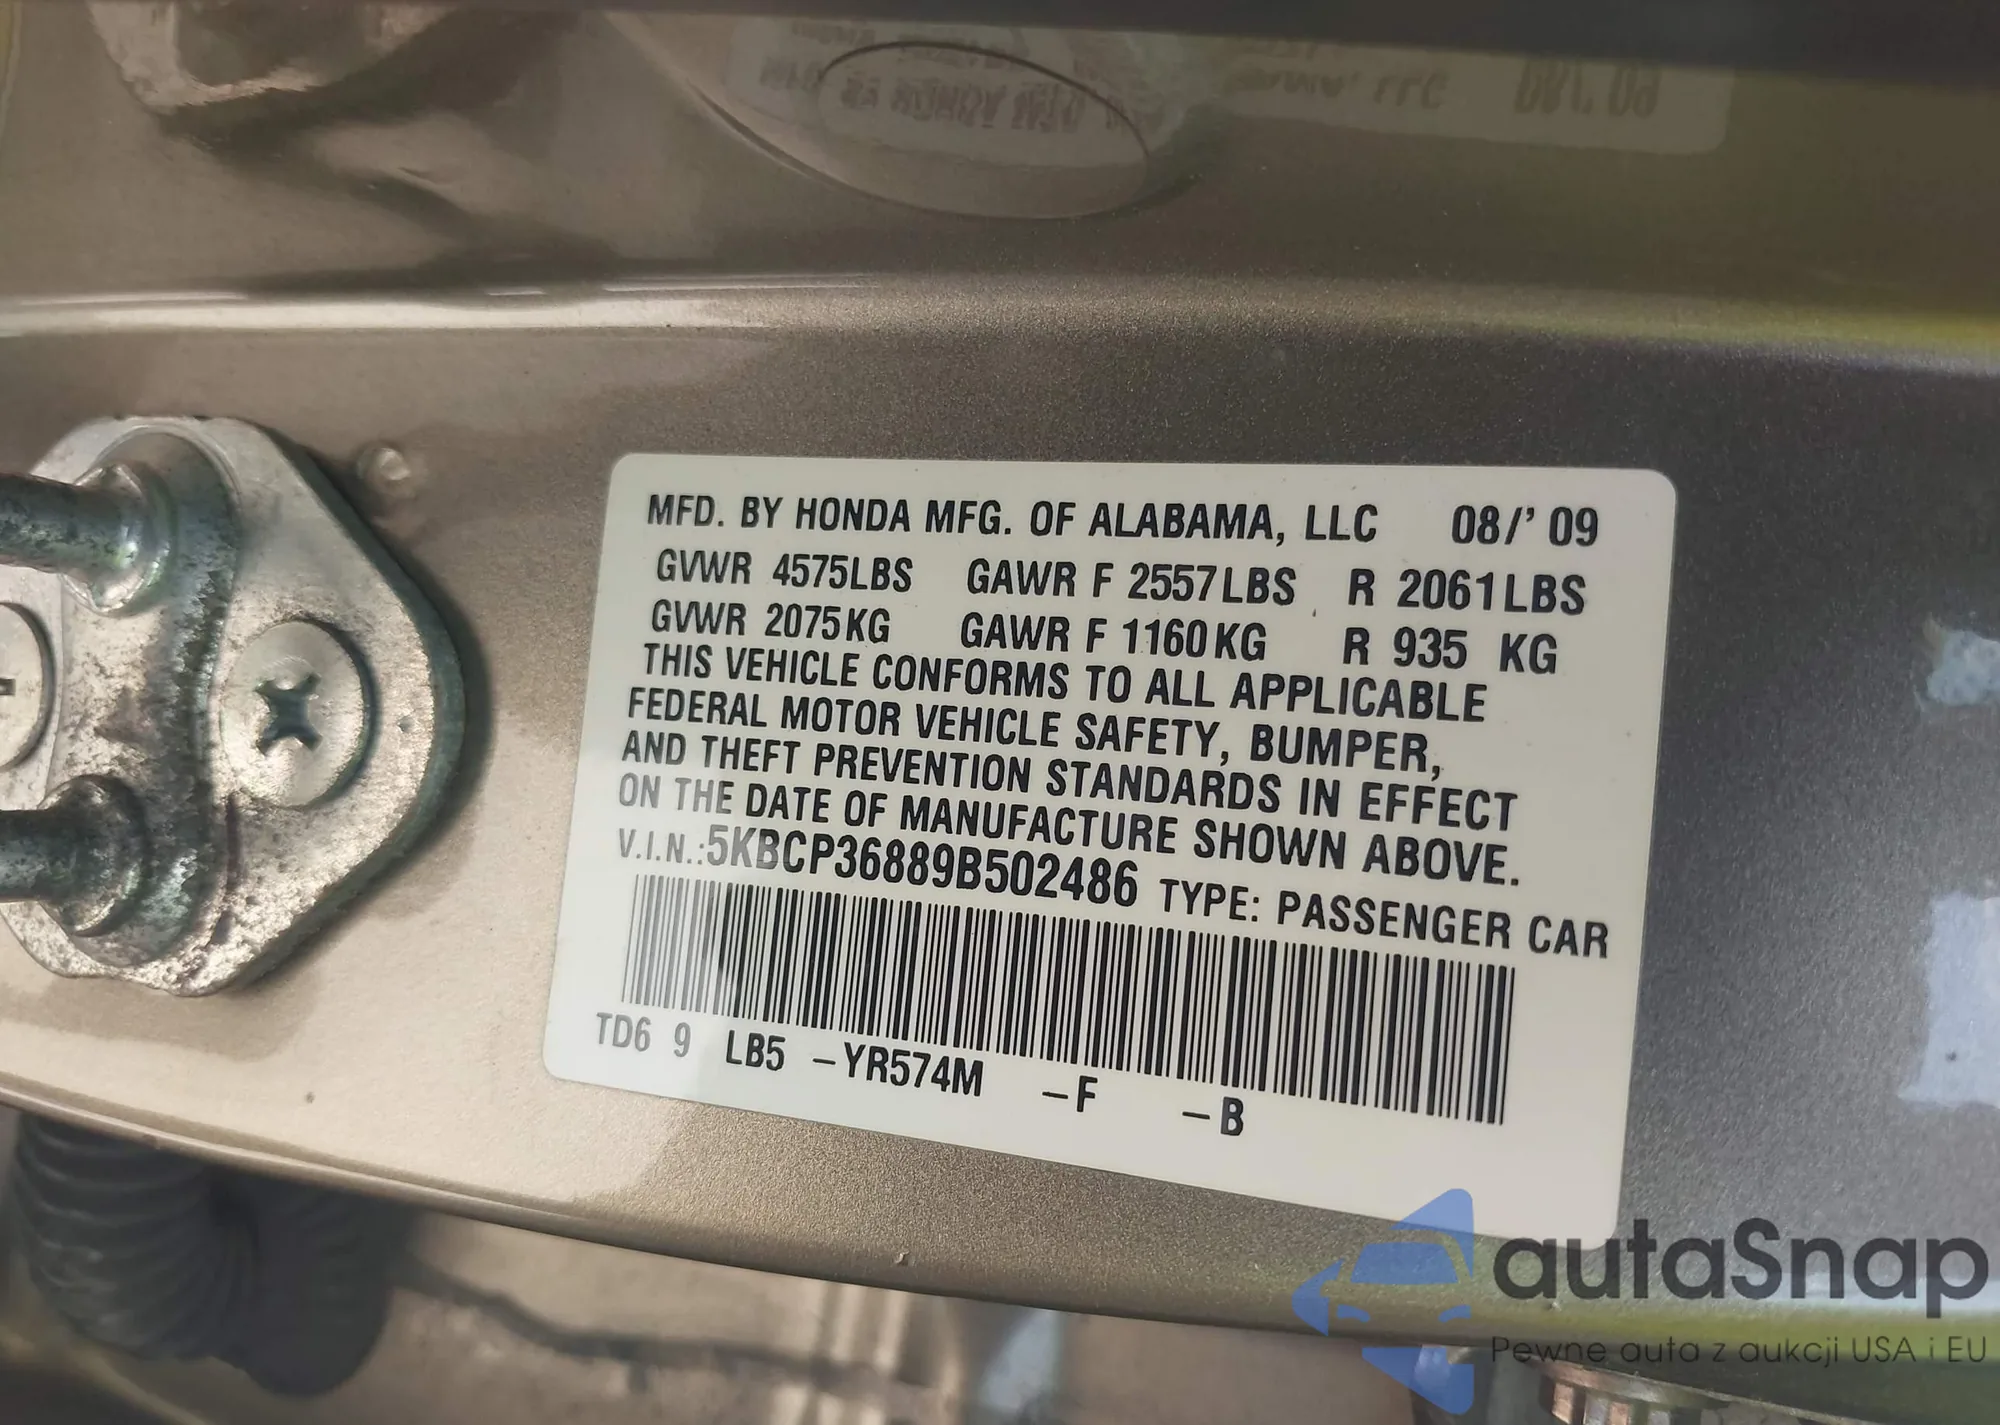 MFD. BY HONDA MFG. OF ALABAMA, LLC 08/' 09
GVWR 4575LBS GAWR F 2557LBS R 2061LBS
GVWR 2075KG GAWR F 1160KG R 935 KG
THIS VEHICLE CONFORMS TO ALL APPLICABLE
FEDERAL MOTOR VEHICLE SAFETY, BUMPER,
AND THEFT PREVENTION STANDARDS IN EFFECT
ON THE DATE OF MANUFACTURE SHOWN ABOVE.
V.I.N.:5KBCP36889B502486 TYPE: PASSENGER CAR
TD6 9 LB5 -YR574M -F -B
autaSnap
Pewne auta z aukcji USA i EU